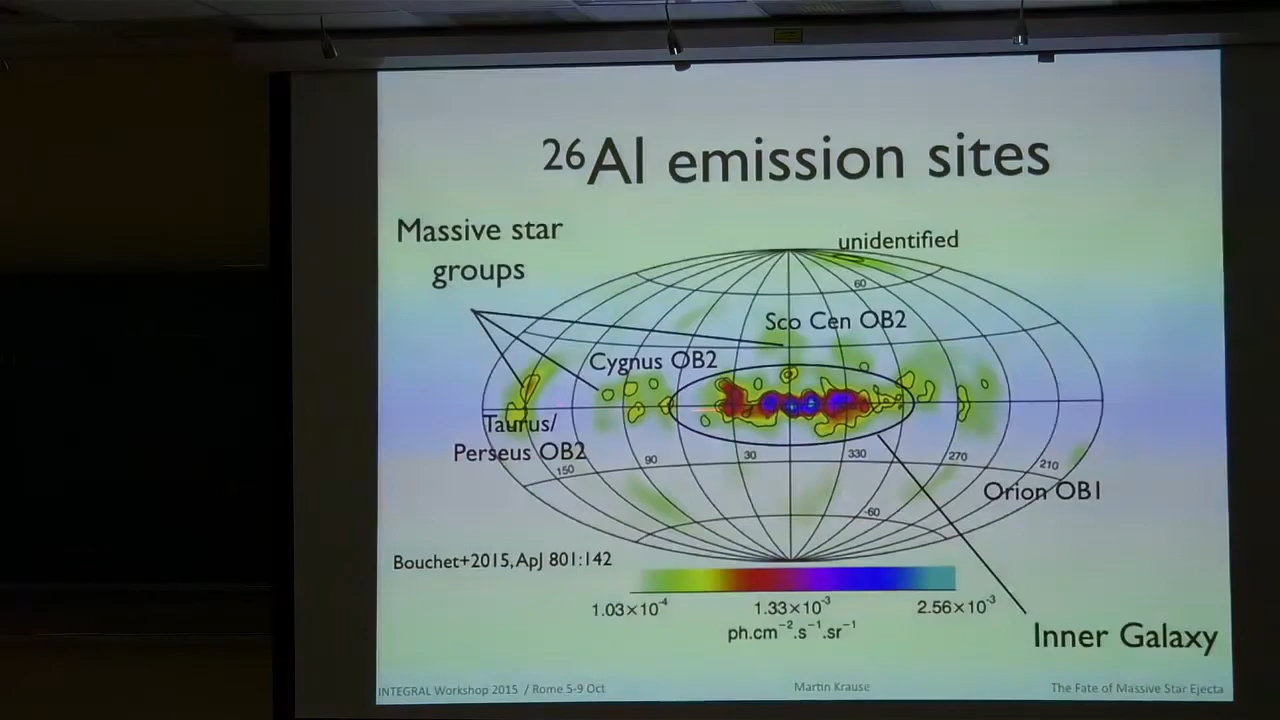 ²⁶Al emission sites
Massive star
groups
unidentified
60
Sco Cen OB2
Cygnus OB2
Taurus/
Perseus OB2
150
90
30
330
270
210
Orion OB1
-60
Bouchet+2015, ApJ 801:142
1.03×10⁻⁴
1.33×10⁻³
2.56×10⁻³
ph.cm⁻².s⁻¹.sr⁻¹
Inner Galaxy
INTEGRAL Workshop 2015 / Rome 5-9 Oct
Martin Krause
The Fate of Massive Star Ejecta